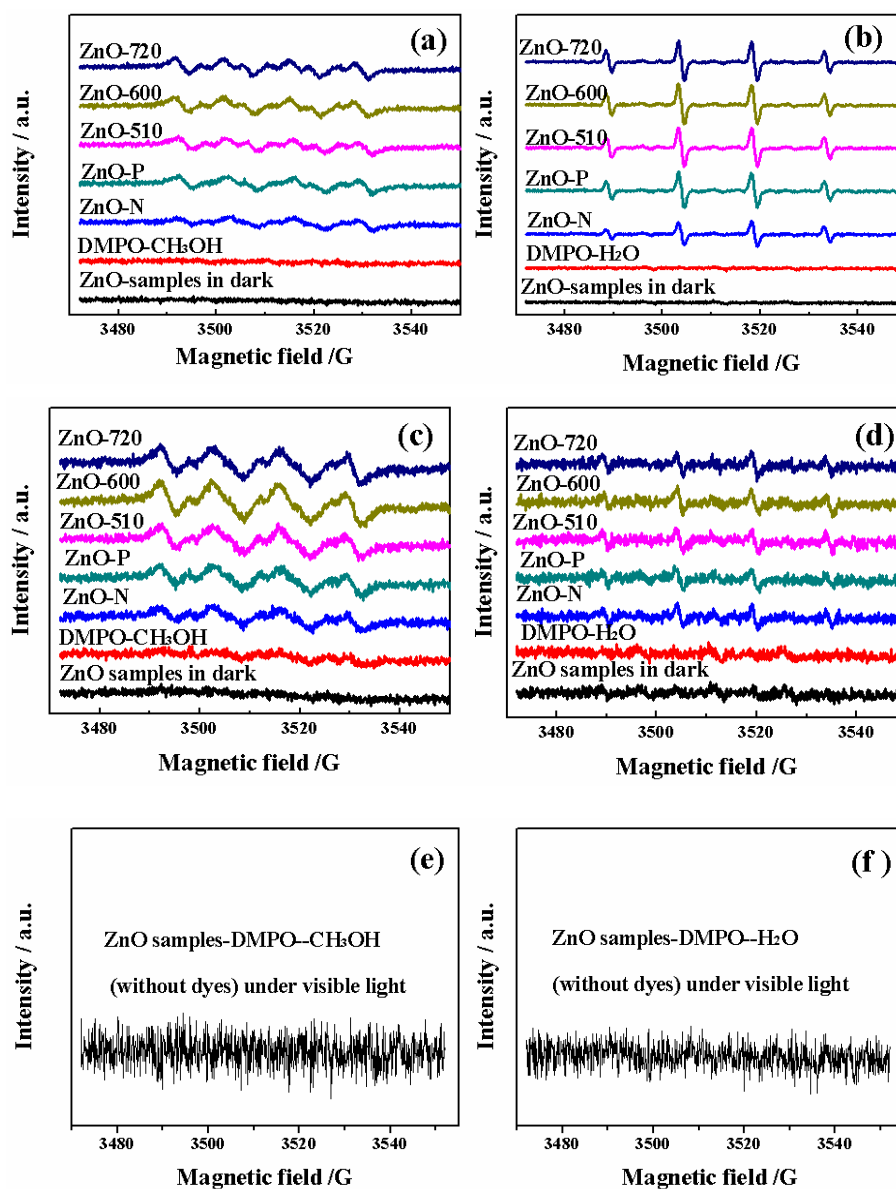 (a)
ZnO-720
ZnO-600
ZnO-510
ZnO-P
ZnO-N
DMPO-CH₃OH
ZnO-samples in dark
Intensity / a.u.
3480 3500 3520 3540
Magnetic field /G
(b)
ZnO-720
ZnO-600
ZnO-510
ZnO-P
ZnO-N
DMPO-H₂O
ZnO-samples in dark
Intensity / a.u.
3480 3500 3520 3540
Magnetic field /G
(c)
ZnO-720
ZnO-600
ZnO-510
ZnO-P
ZnO-N
DMPO-CH₃OH
ZnO samples in dark
Intensity / a.u.
3480 3500 3520 3540
Magnetic field /G
(d)
ZnO-720
ZnO-600
ZnO-510
ZnO-P
ZnO-N
DMPO-H₂O
ZnO samples in dark
Intensity / a.u.
3480 3500 3520 3540
Magnetic field /G
(e)
ZnO samples-DMPO--CH₃OH
(without dyes) under visible light
Intensity / a.u.
3480 3500 3520 3540
Magnetic field /G
(f )
ZnO samples-DMPO--H₂O
(without dyes) under visible light
Intensity / a.u.
3480 3500 3520 3540
Magnetic field /G